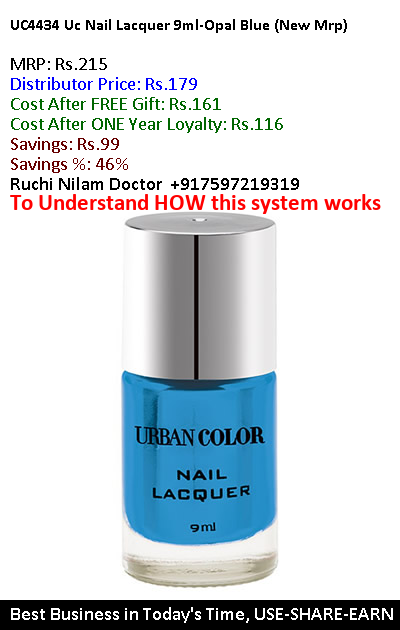 UC4434 Uc Nail Lacquer 9ml-Opal Blue (New Mrp)
MRP: Rs.215
Distributor Price: Rs.179
Cost After FREE Gift: Rs.161
Cost After ONE Year Loyalty: Rs.116
Savings: Rs.99
Savings %: 46%
Ruchi Nilam Doctor +917597219319
To Understand HOW this system works
URBAN COLOR
NAIL
LACQUER
9ml
Best Business in Today's Time, USE-SHARE-EARN